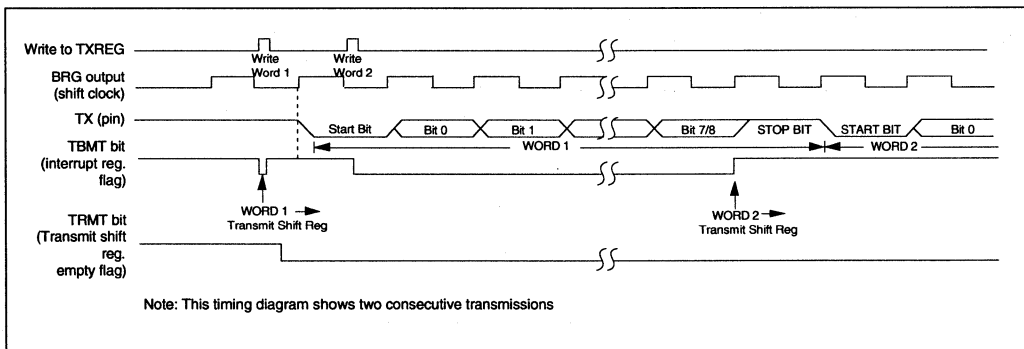 Write to TXREG
Write
Word 1
Write
Word 2
BRG output
(shift clock)
TX (pin)
Start Bit
Bit 0
Bit 1
Bit 7/8
STOP BIT
START BIT
Bit 0
WORD 1
WORD 2
TBMT bit
(interrupt reg.
flag)
WORD 1
Transmit Shift Reg
WORD 2
Transmit Shift Reg
TRMT bit
(Transmit shift
reg.
empty flag)
Note: This timing diagram shows two consecutive transmissions